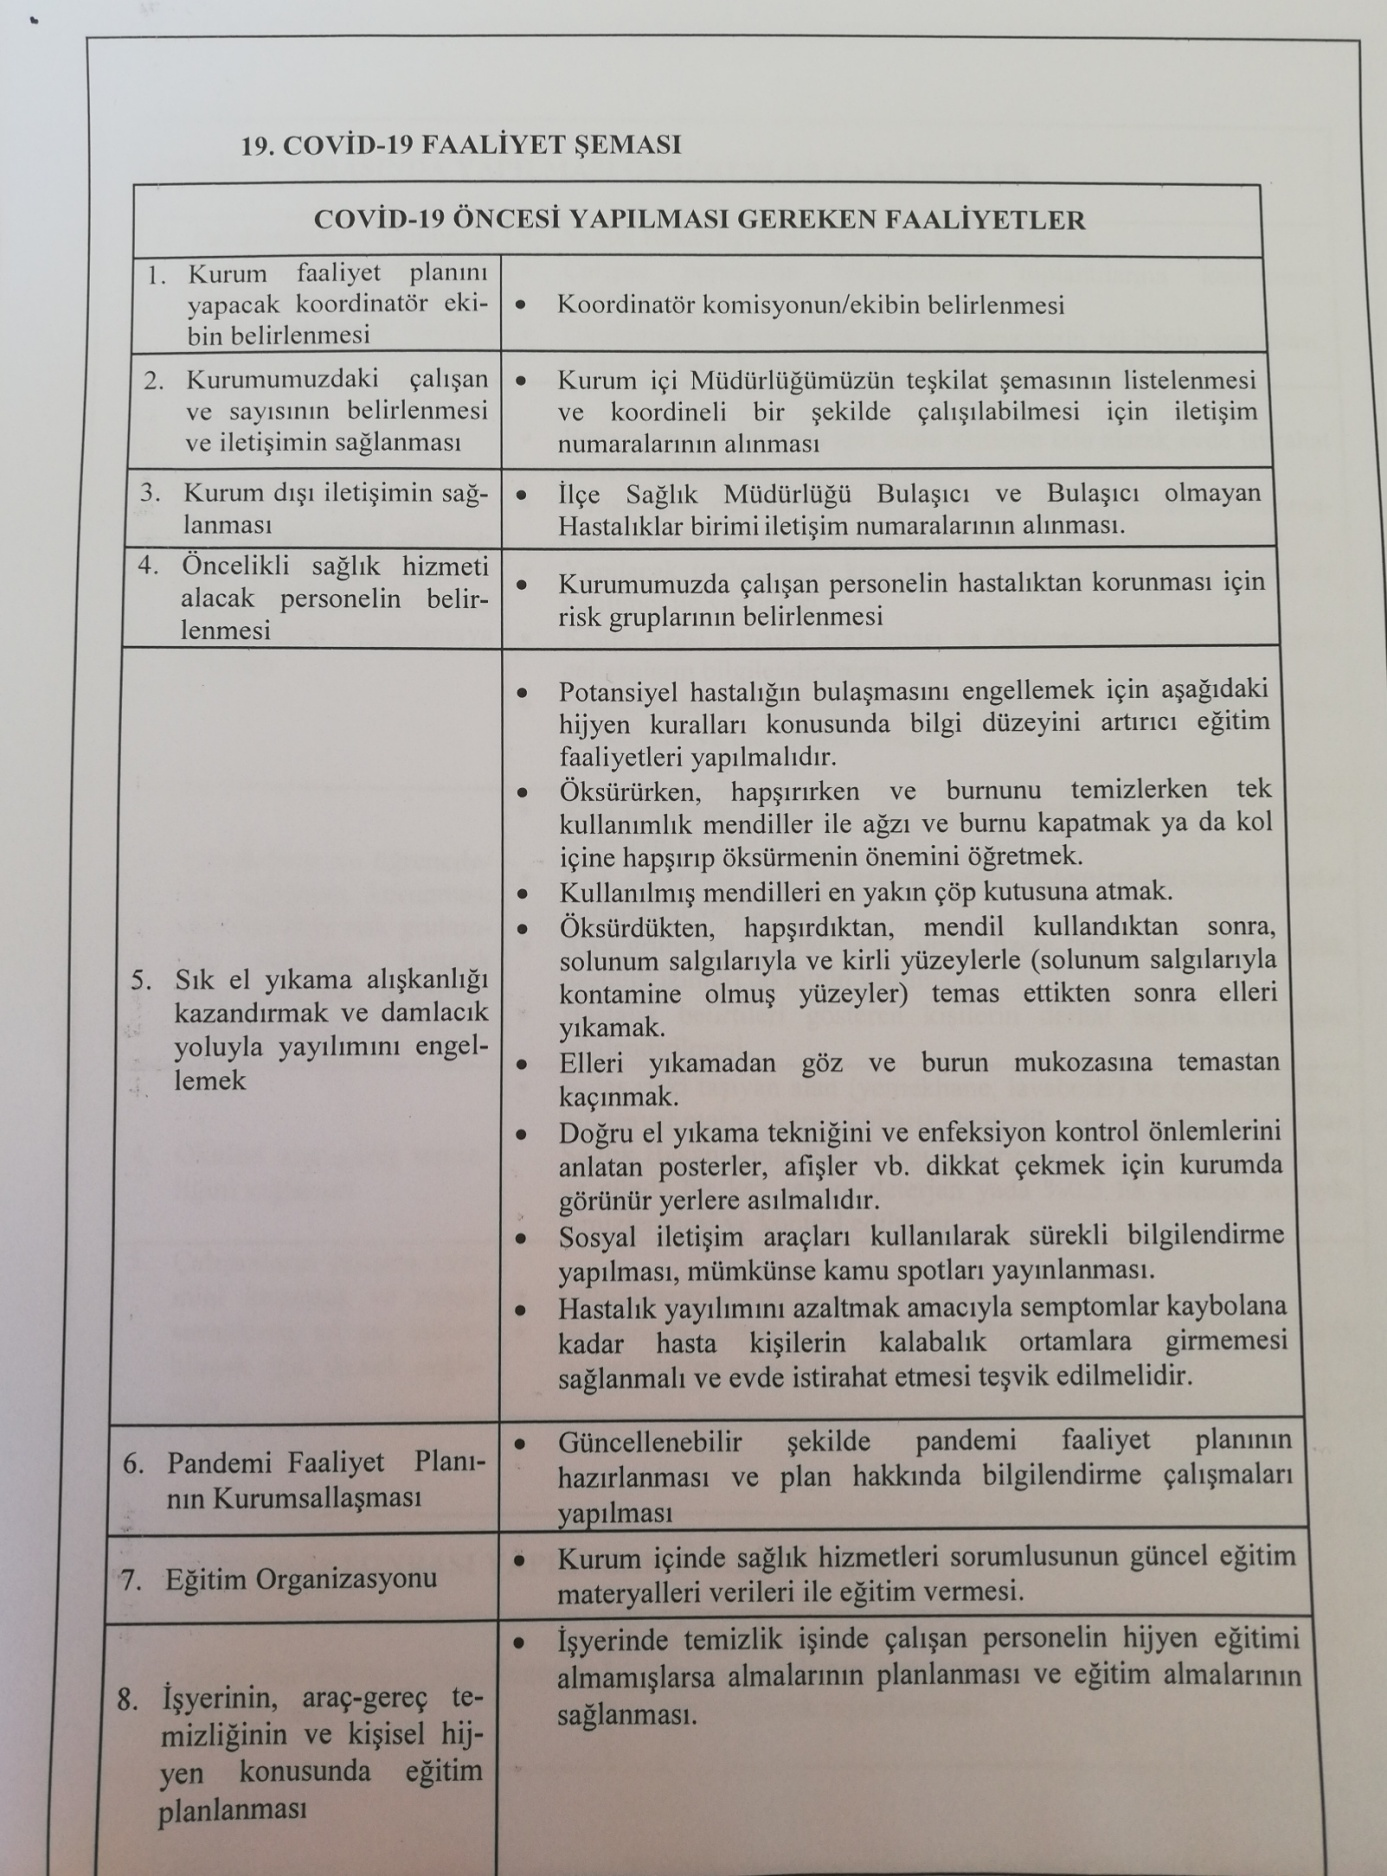 19. COVİD-19 FAALİYET ŞEMASI
COVİD-19 ÖNCESİ YAPILMASI GEREKEN FAALİYETLER
1. Kurum faaliyet planını
yapacak koordinatör eki-
bin belirlenmesi
• Koordinatör komisyonun/ekibin belirlenmesi
2. Kurumumuzdaki çalışan
ve sayısının belirlenmesi
ve iletişimin sağlanması
• Kurum içi Müdürlüğümüzün teşkilat şemasının listelenmesi
ve koordineli bir şekilde çalışılabilmesi için iletişim
numaralarının alınması
3. Kurum dışı iletişimin sağ-
lanması
• İlçe Sağlık Müdürlüğü Bulaşıcı ve Bulaşıcı olmayan
Hastalıklar birimi iletişim numaralarının alınması.
4. Öncelikli sağlık hizmeti
alacak personelin belir-
lenmesi
• Kurumumuzda çalışan personelin hastalıktan korunması için
risk gruplarının belirlenmesi
5. Sık el yıkama alışkanlığı
kazandırmak ve damlacık
yoluyla yayılımını engel-
lemek
• Potansiyel hastalığın bulaşmasını engellemek için aşağıdaki
hijyen kuralları konusunda bilgi düzeyini artırıcı eğitim
faaliyetleri yapılmalıdır.
• Öksürürken, hapşırırken ve burnunu temizlerken tek
kullanımlık mendiller ile ağzı ve burnu kapatmak ya da kol
içine hapşırıp öksürmenin önemini öğretmek.
• Kullanılmış mendilleri en yakın çöp kutusuna atmak.
• Öksürdükten, hapşırdıktan, mendil kullandıktan sonra,
solunum salgılarıyla ve kirli yüzeylerle (solunum salgılarıyla
kontamine olmuş yüzeyler) temas ettikten sonra elleri
yıkamak.
• Elleri yıkamadan göz ve burun mukozasına temastan
kaçınmak.
• Doğru el yıkama tekniğini ve enfeksiyon kontrol önlemlerini
anlatan posterler, afişler vb. dikkat çekmek için kurumda
görünür yerlere asılmalıdır.
• Sosyal iletişim araçları kullanılarak sürekli bilgilendirme
yapılması, mümkünse kamu spotları yayınlanması.
• Hastalık yayılımını azaltmak amacıyla semptomlar kaybolana
kadar hasta kişilerin kalabalık ortamlara girmemesi
sağlanmalı ve evde istirahat etmesi teşvik edilmelidir.
6. Pandemi Faaliyet Planı-
nın Kurumsallaşması
• Güncellenebilir şekilde pandemi faaliyet planının
hazırlanması ve plan hakkında bilgilendirme çalışmaları
yapılması
7. Eğitim Organizasyonu
• Kurum içinde sağlık hizmetleri sorumlusunun güncel eğitim
materyalleri verileri ile eğitim vermesi.
8. İşyerinin, araç-gereç te-
mizliğinin ve kişisel hij-
yen konusunda eğitim
planlanması
• İşyerinde temizlik işinde çalışan personelin hijyen eğitimi
almamışlarsa almalarının planlanması ve eğitim almalarının
sağlanması.